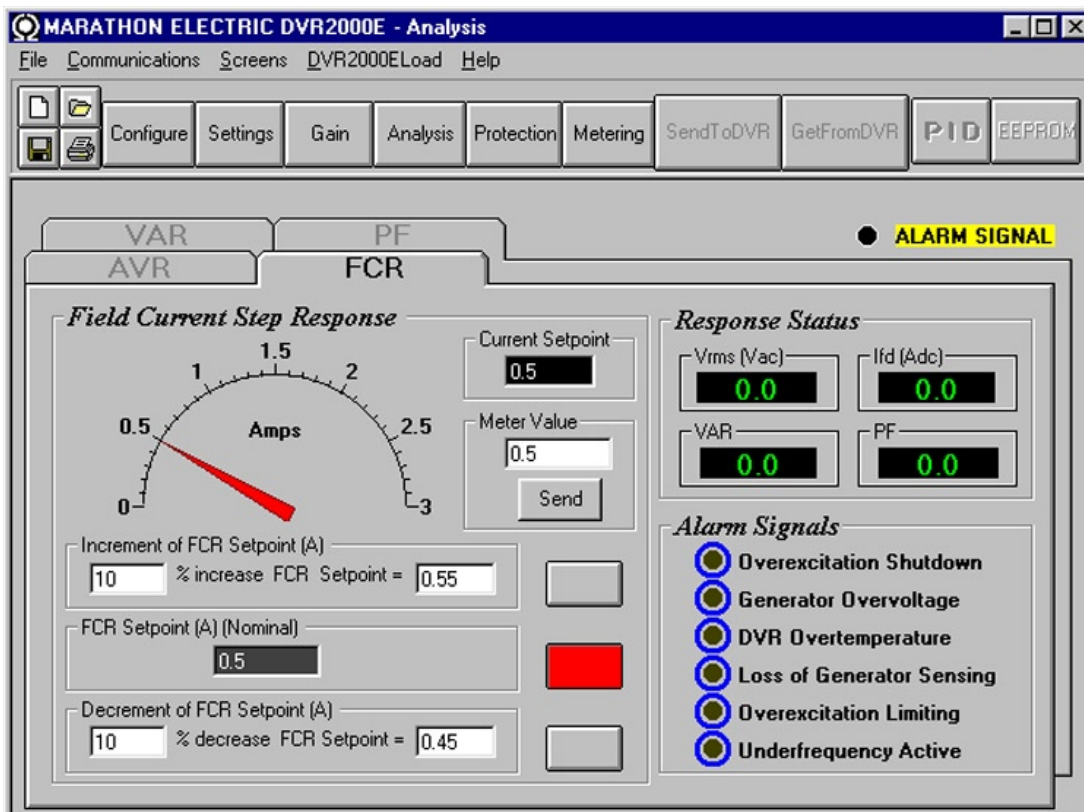 MARATHON ELECTRIC DVR2000E - Analysis
File Communications Screens DVR2000ELoad Help
Configure Settings Gain Analysis Protection Metering SendToDVR GetFromDVR PID EEPROM
VAR PF
ALARM SIGNAL
AVR FCR
Field Current Step Response
0 0.5 1 1.5 2 2.5 3
Amps
Current Setpoint
0.5
Meter Value
0.5
Send
Increment of FCR Setpoint (A)
10 % increase FCR Setpoint = 0.55
FCR Setpoint (A) (Nominal)
0.5
Decrement of FCR Setpoint (A)
10 % decrease FCR Setpoint = 0.45
Response Status
Vrms (Vac) Ifd (Adc)
0.0 0.0
VAR PF
0.0 0.0
Alarm Signals
Overexcitation Shutdown
Generator Overvoltage
DVR Overtemperature
Loss of Generator Sensing
Overexcitation Limiting
Underfrequency Active